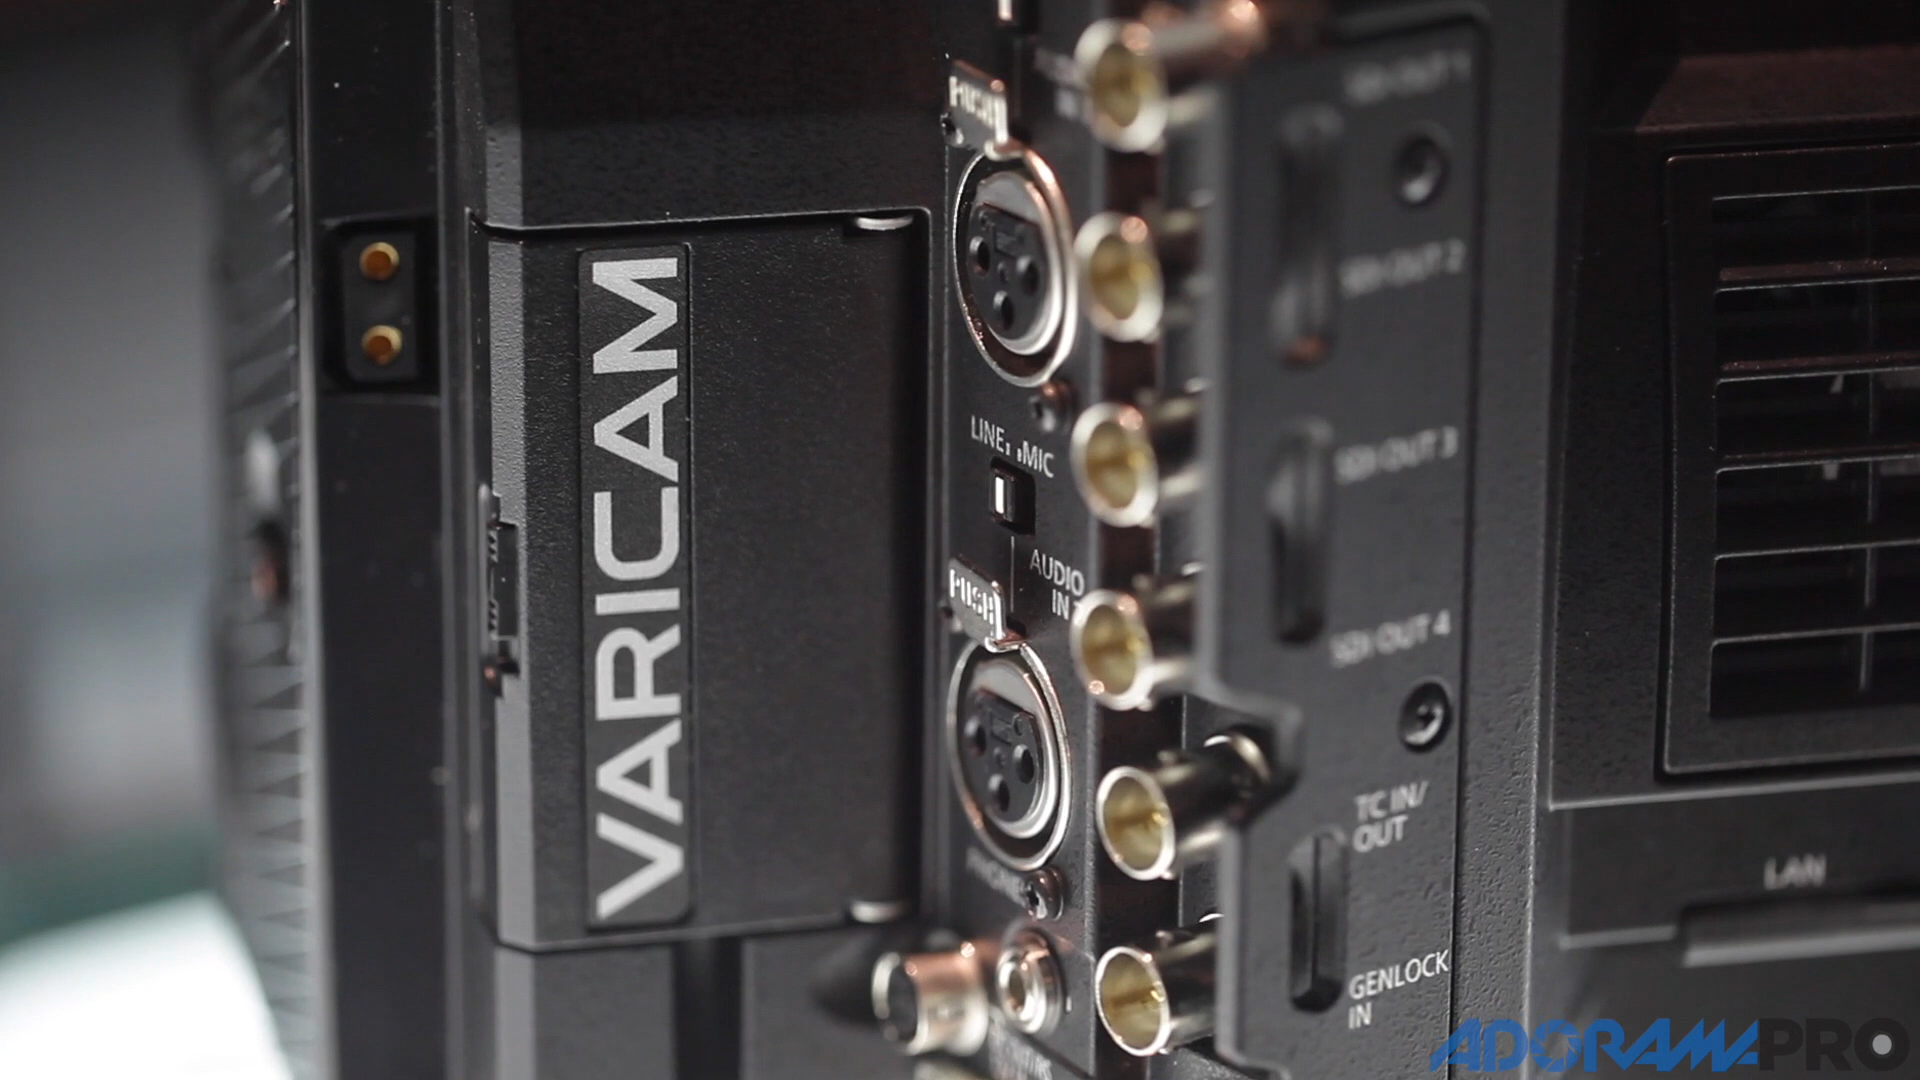 VARICAM
PUSH
LINE MIC
AUDIO
IN
PUSH
PHONES
SDI OUT 1
SDI OUT 2
SDI OUT 3
SDI OUT 4
TC IN/
OUT
GENLOCK
IN
LAN
ADORAMAPRO